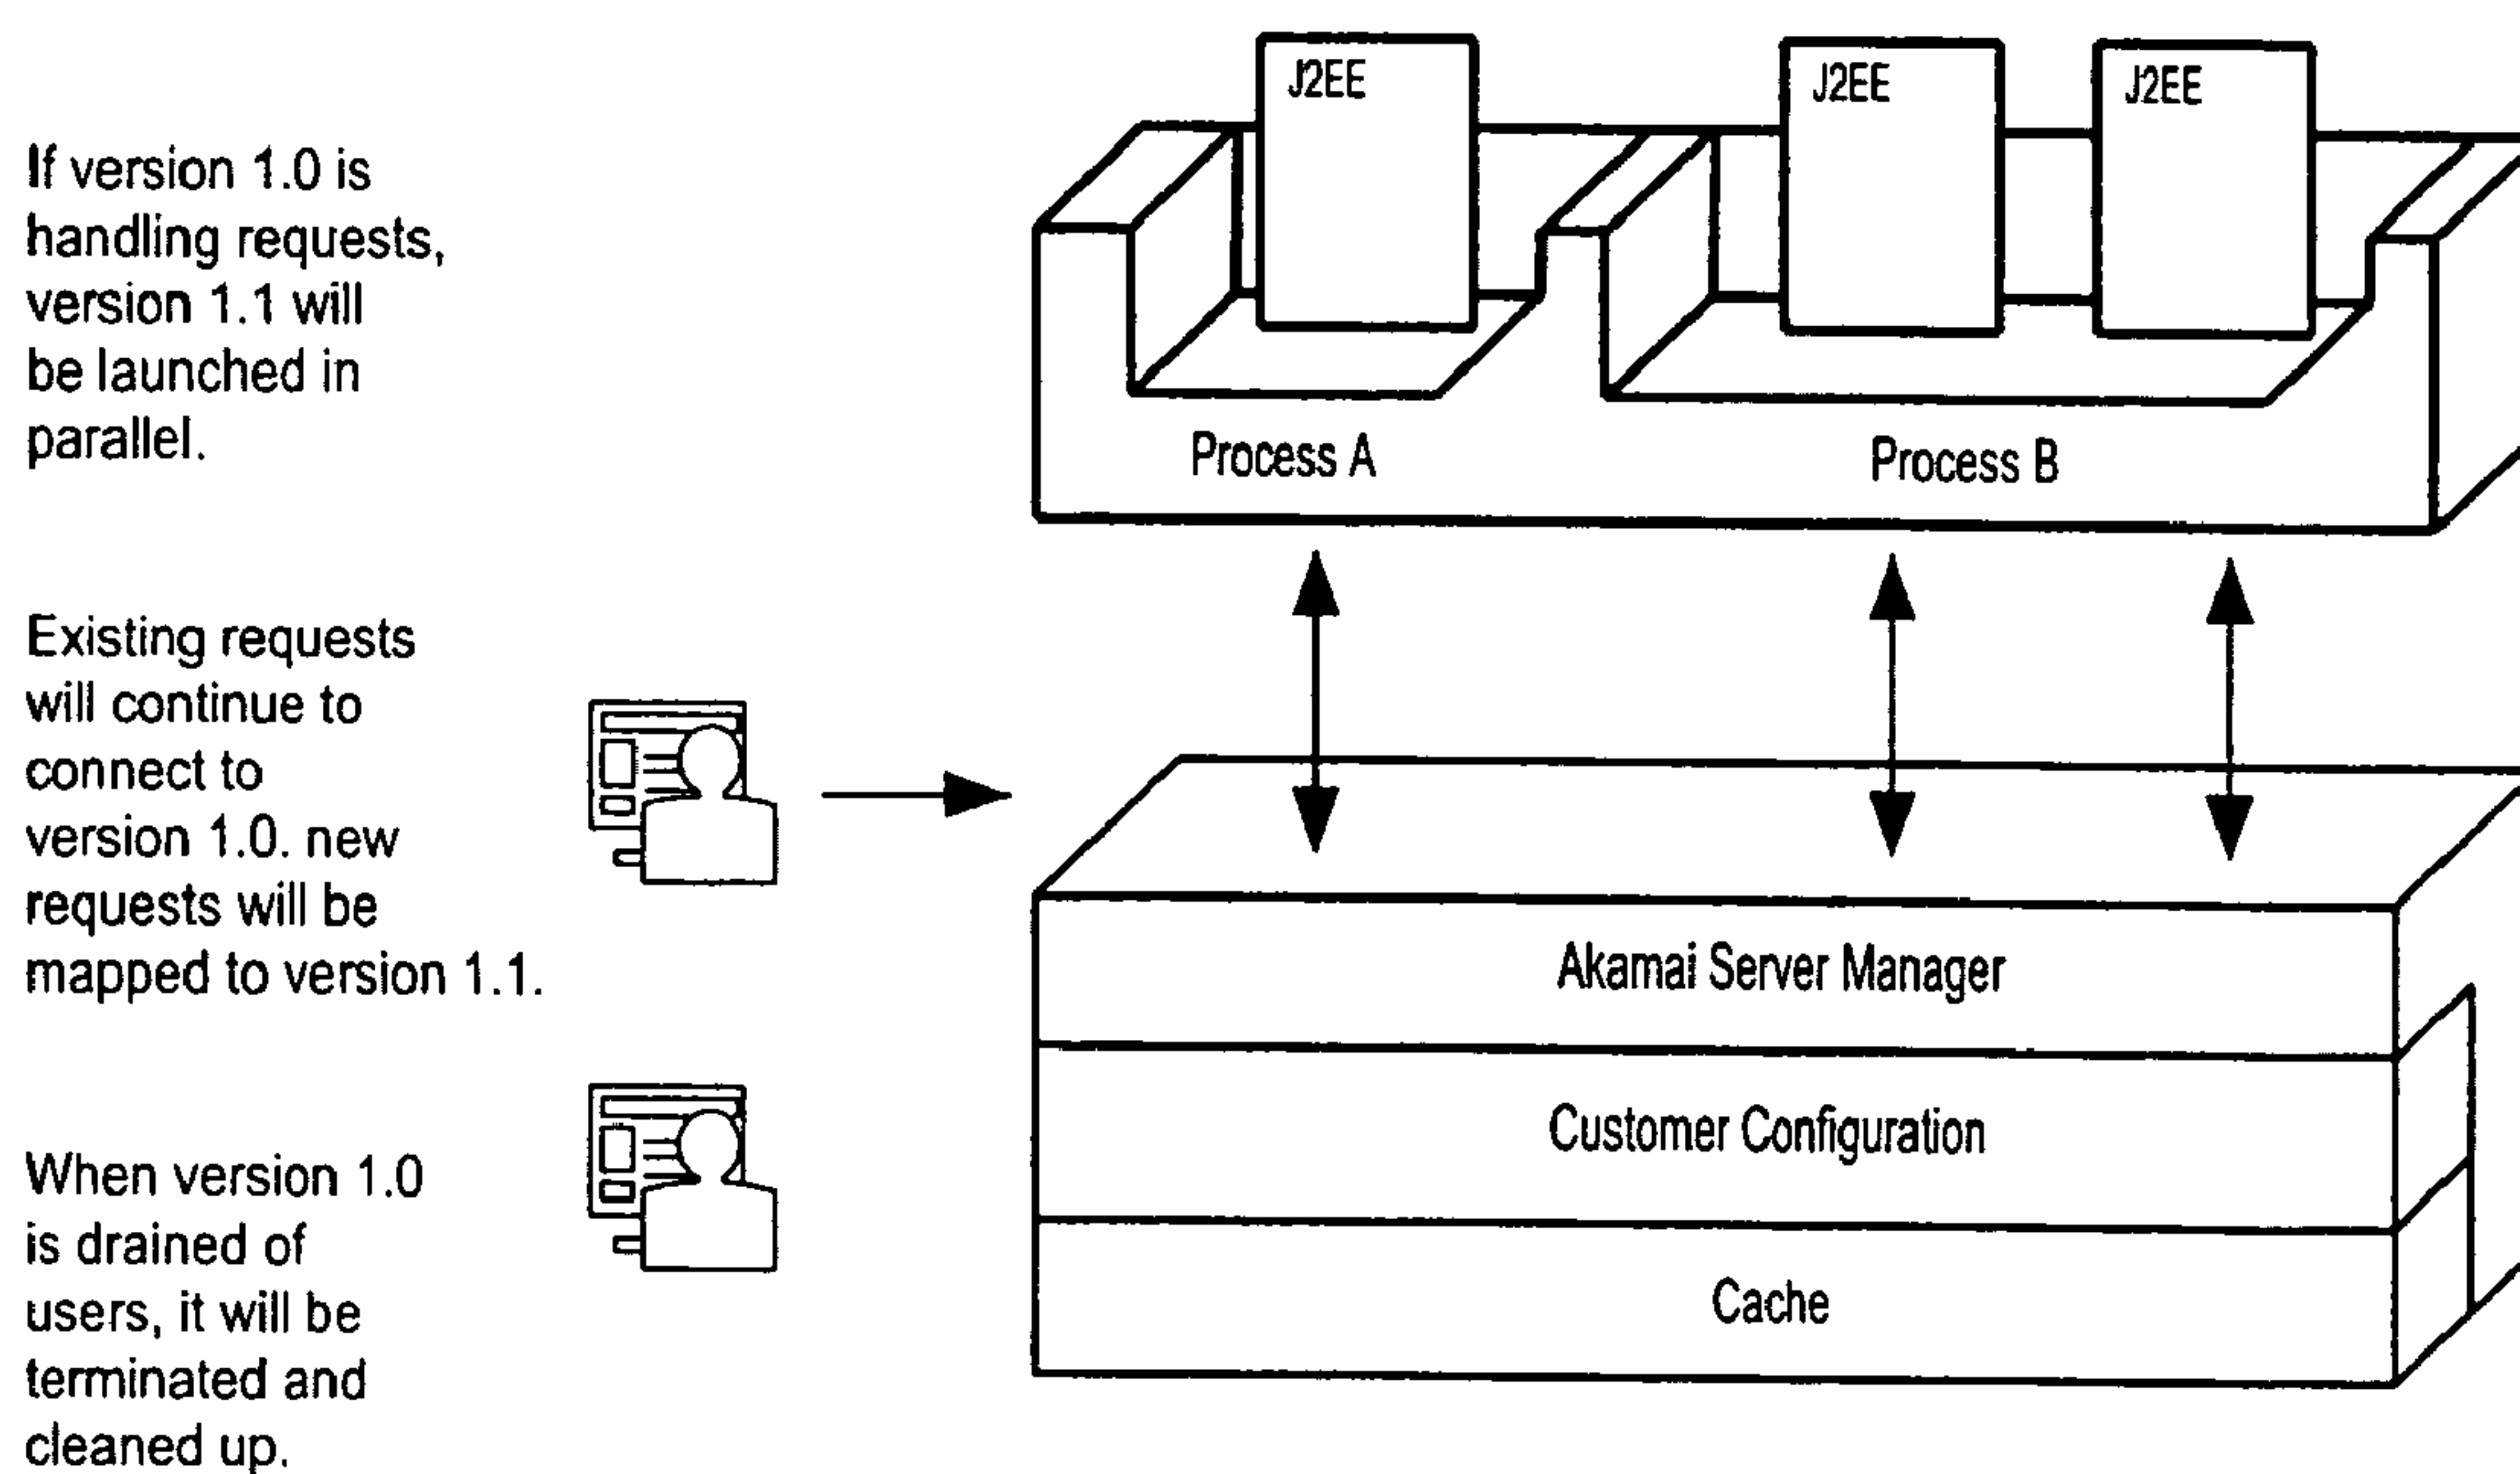 If version 1.0 is
handling requests,
version 1.1 will
be launched in
parallel.
Existing requests
will continue to
connect to
version 1.0. new
requests will be
mapped to version 1.1.
When version 1.0
is drained of
users, it will be
terminated and
cleaned up.
J2EE
J2EE
J2EE
Process A
Process B
Akamai Server Manager
Customer Configuration
Cache